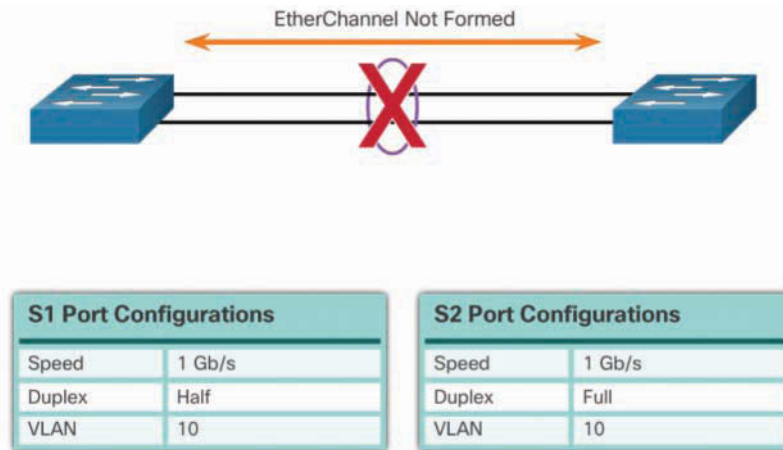 EtherChannel Not Formed
S1 Port Configurations
Speed 1 Gb/s
Duplex Half
VLAN 10
S2 Port Configurations
Speed 1 Gb/s
Duplex Full
VLAN 10